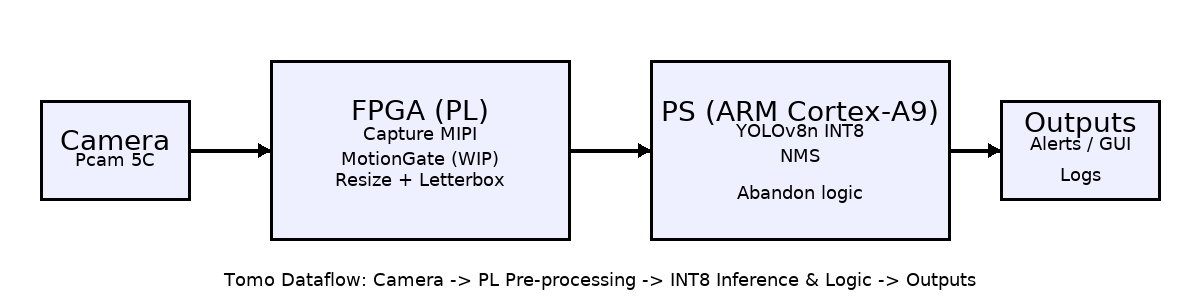 Camera
Pcam 5C
FPGA (PL)
Capture MIPI
MotionGate (WIP)
Resize + Letterbox
PS (ARM Cortex-A9)
YOLOv8n INT8
NMS
Abandon logic
Outputs
Alerts / GUI
Logs
Tomo Dataflow: Camera -> PL Pre-processing -> INT8 Inference & Logic -> Outputs